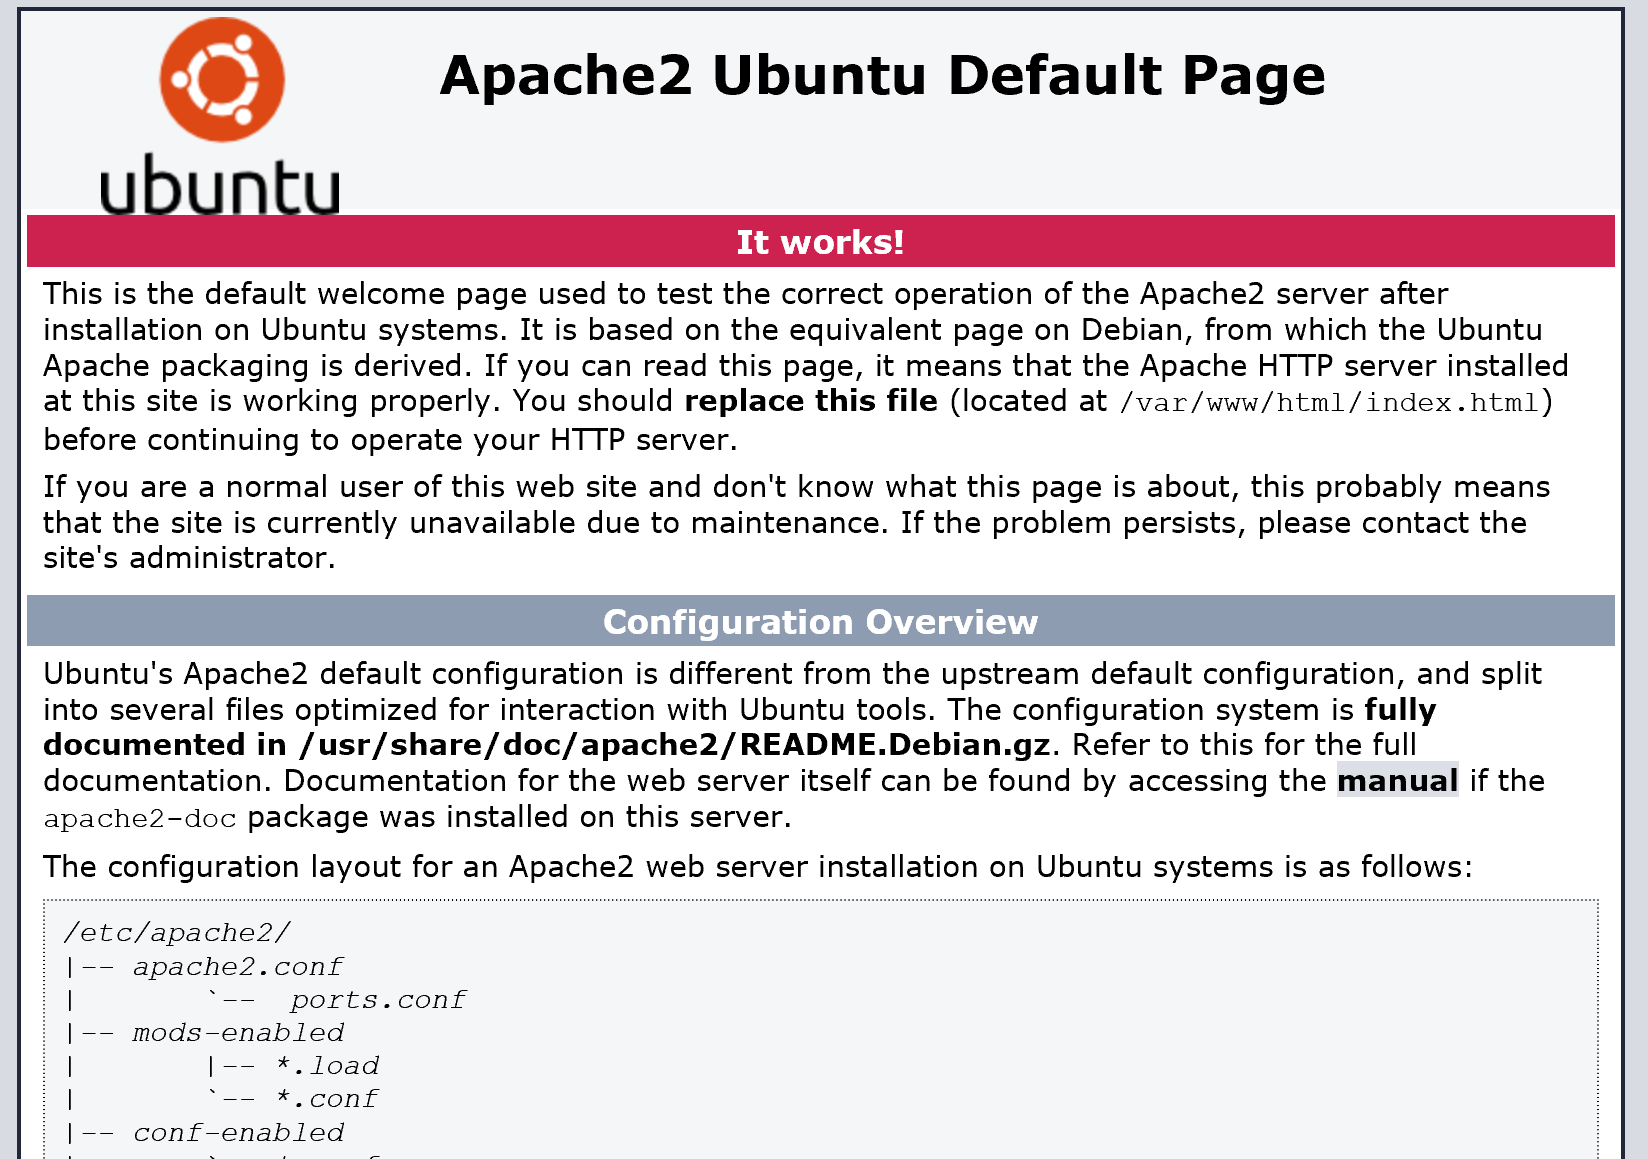 ubuntu
Apache2 Ubuntu Default Page
It works!
This is the default welcome page used to test the correct operation of the Apache2 server after
installation on Ubuntu systems. It is based on the equivalent page on Debian, from which the Ubuntu
Apache packaging is derived. If you can read this page, it means that the Apache HTTP server installed
at this site is working properly. You should replace this file (located at /var/www/html/index.html)
before continuing to operate your HTTP server.
If you are a normal user of this web site and don't know what this page is about, this probably means
that the site is currently unavailable due to maintenance. If the problem persists, please contact the
site's administrator.
Configuration Overview
Ubuntu's Apache2 default configuration is different from the upstream default configuration, and split
into several files optimized for interaction with Ubuntu tools. The configuration system is fully
documented in /usr/share/doc/apache2/README.Debian.gz. Refer to this for the full
documentation. Documentation for the web server itself can be found by accessing the manual if the
apache2-doc package was installed on this server.
The configuration layout for an Apache2 web server installation on Ubuntu systems is as follows:
/etc/apache2/
|-- apache2.conf
|       `--  ports.conf
|-- mods-enabled
|       |-- *.load
|       `-- *.conf
|-- conf-enabled